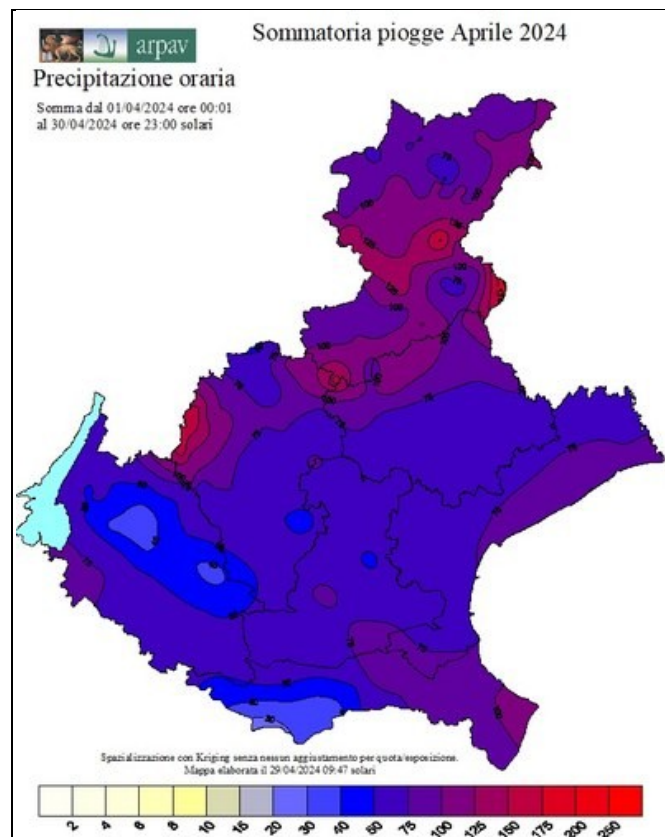 arpav
Sommatoria piogge Aprile 2024
Precipitazione oraria
Somma dal 01/04/2024 ore 00:01
al 30/04/2024 ore 23:00 solari
Spazializzazione con Kriging senza nessun aggiustamento per quota/esposizione.
Mappa elaborata il 29/04/2024 09:47 solari
2 4 6 8 10 15 20 30 40 50 75 100 125 150 175 200 250